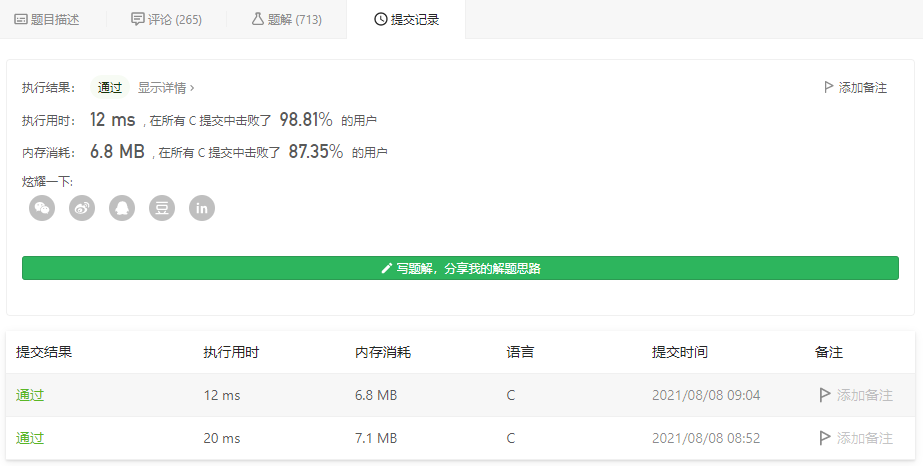 题目描述 评论 (265) 题解 (713) 提交记录
执行结果： 通过 显示详情 › 添加备注
执行用时： 12 ms , 在所有 C 提交中击败了 98.81% 的用户
内存消耗： 6.8 MB , 在所有 C 提交中击败了 87.35% 的用户
炫耀一下:
豆 in
写题解，分享我的解题思路
提交结果 执行用时 内存消耗 语言 提交时间 备注
通过 12 ms 6.8 MB C 2021/08/08 09:04 添加备注
通过 20 ms 7.1 MB C 2021/08/08 08:52 添加备注